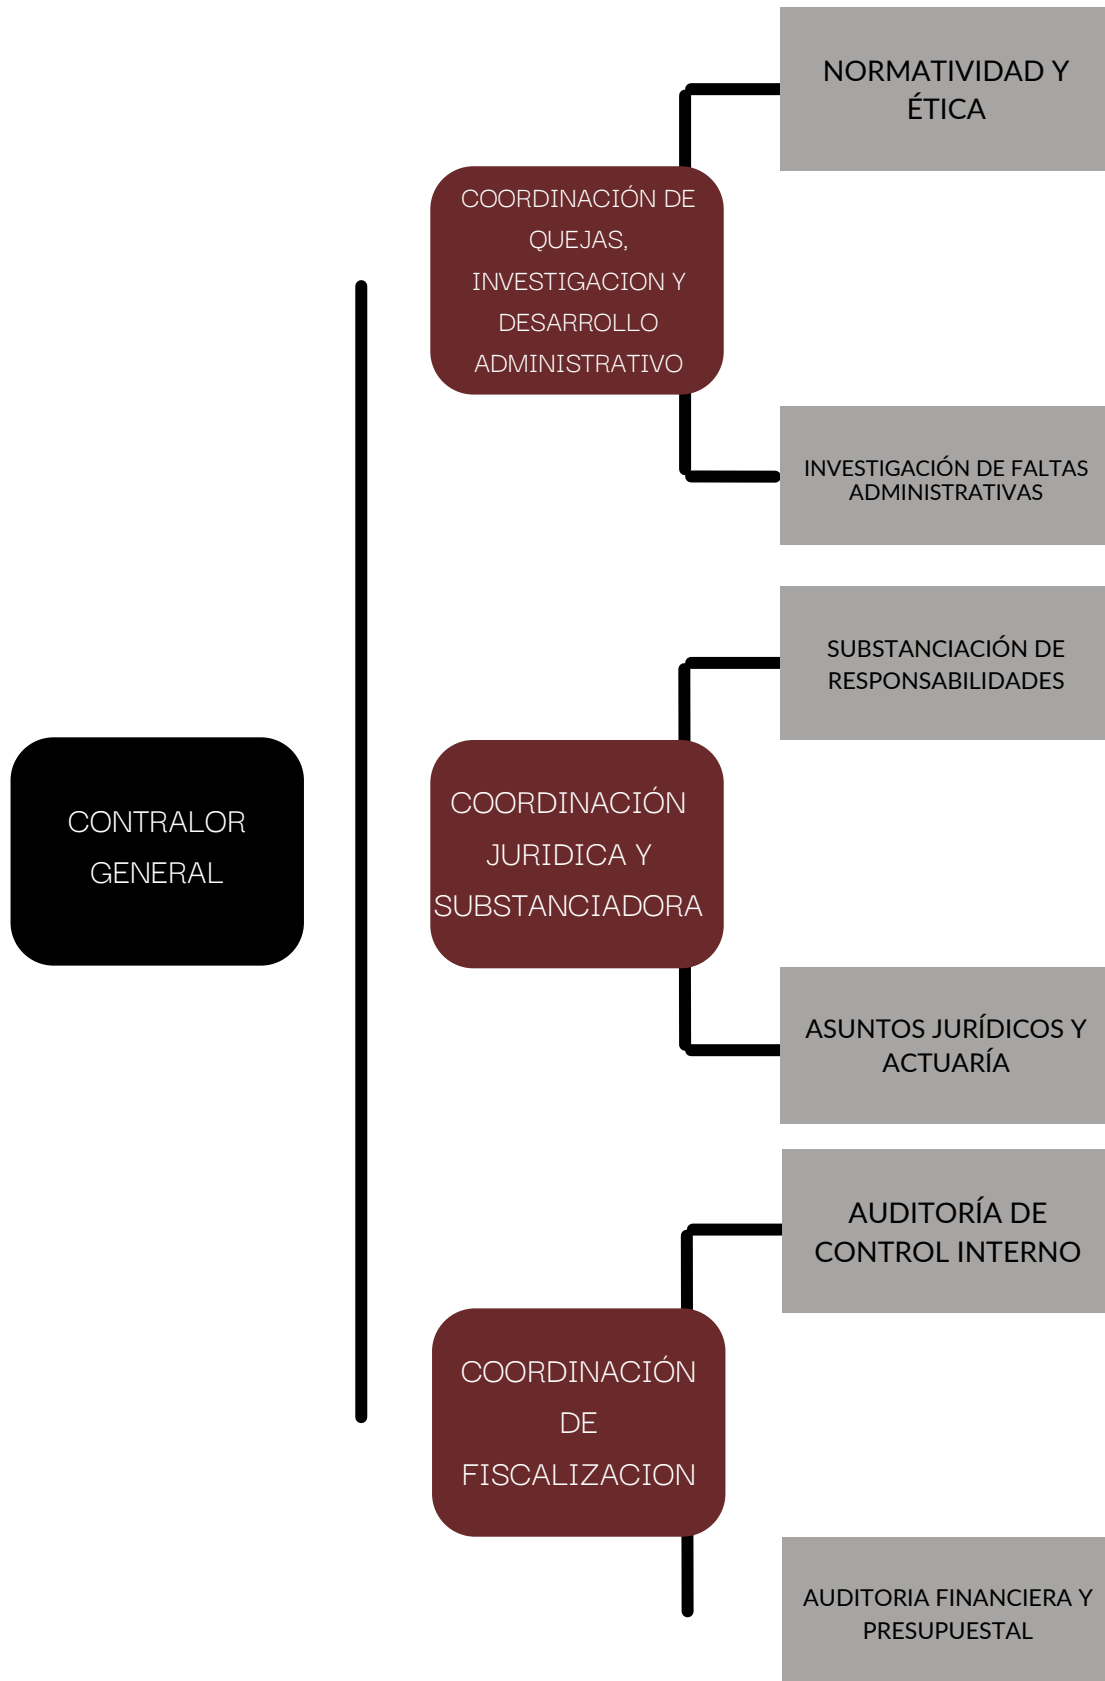 NORMATIVIDAD Y
ÉTICA
COORDINACIÓN DE
QUEJAS,
INVESTIGACION Y
DESARROLLO
ADMINISTRATIVO
INVESTIGACIÓN DE FALTAS
ADMINISTRATIVAS
SUBSTANCIACIÓN DE
RESPONSABILIDADES
CONTRALOR
GENERAL
COORDINACIÓN
JURIDICA Y
SUBSTANCIADORA
ASUNTOS JURÍDICOS Y
ACTUARÍA
AUDITORÍA DE
CONTROL INTERNO
COORDINACIÓN
DE
FISCALIZACION
AUDITORIA FINANCIERA Y
PRESUPUESTAL